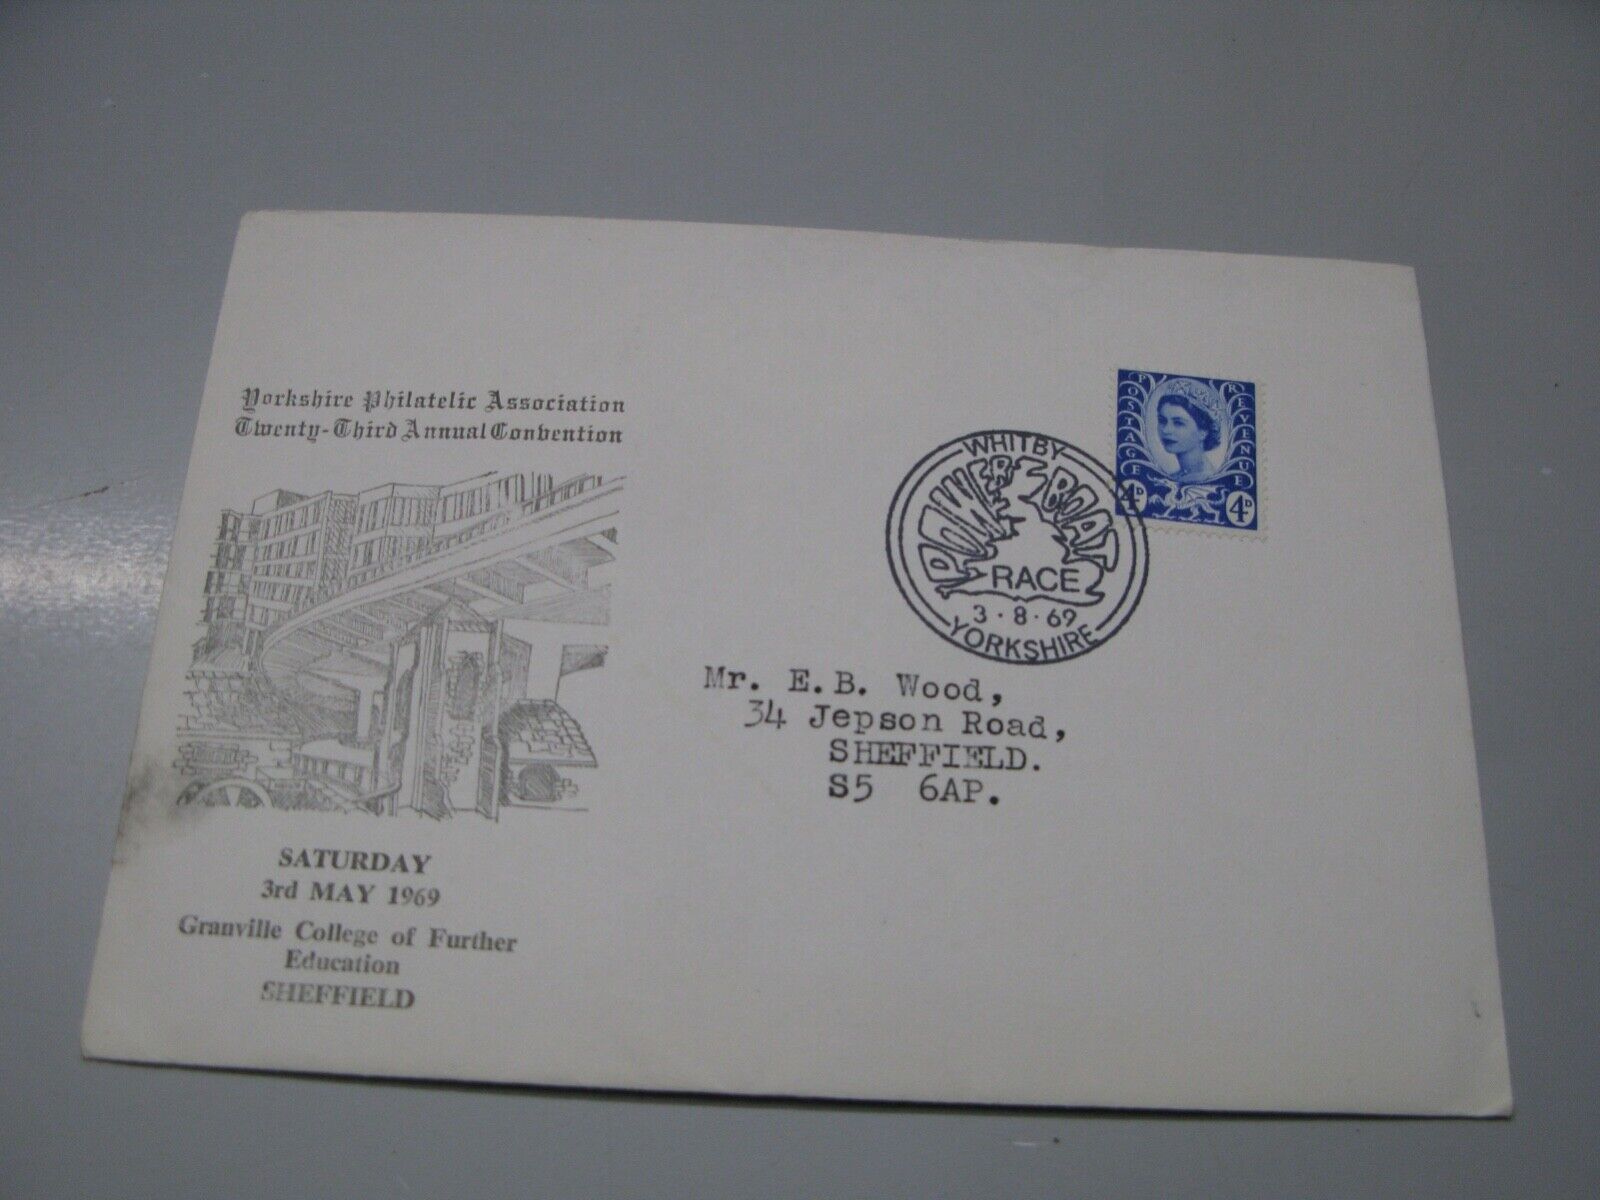 Yorkshire Philatelic Association
Twenty-Third Annual Convention
SATURDAY
3rd MAY 1969
Granville College of Further
Education
SHEFFIELD
POSTAGE
REVENUE
4D
4D
WHITBY
POWER BOAT
RACE
3.8.69
YORKSHIRE
Mr. E.B. Wood,
34 Jepson Road,
SHEFFIELD.
S5 6AP.